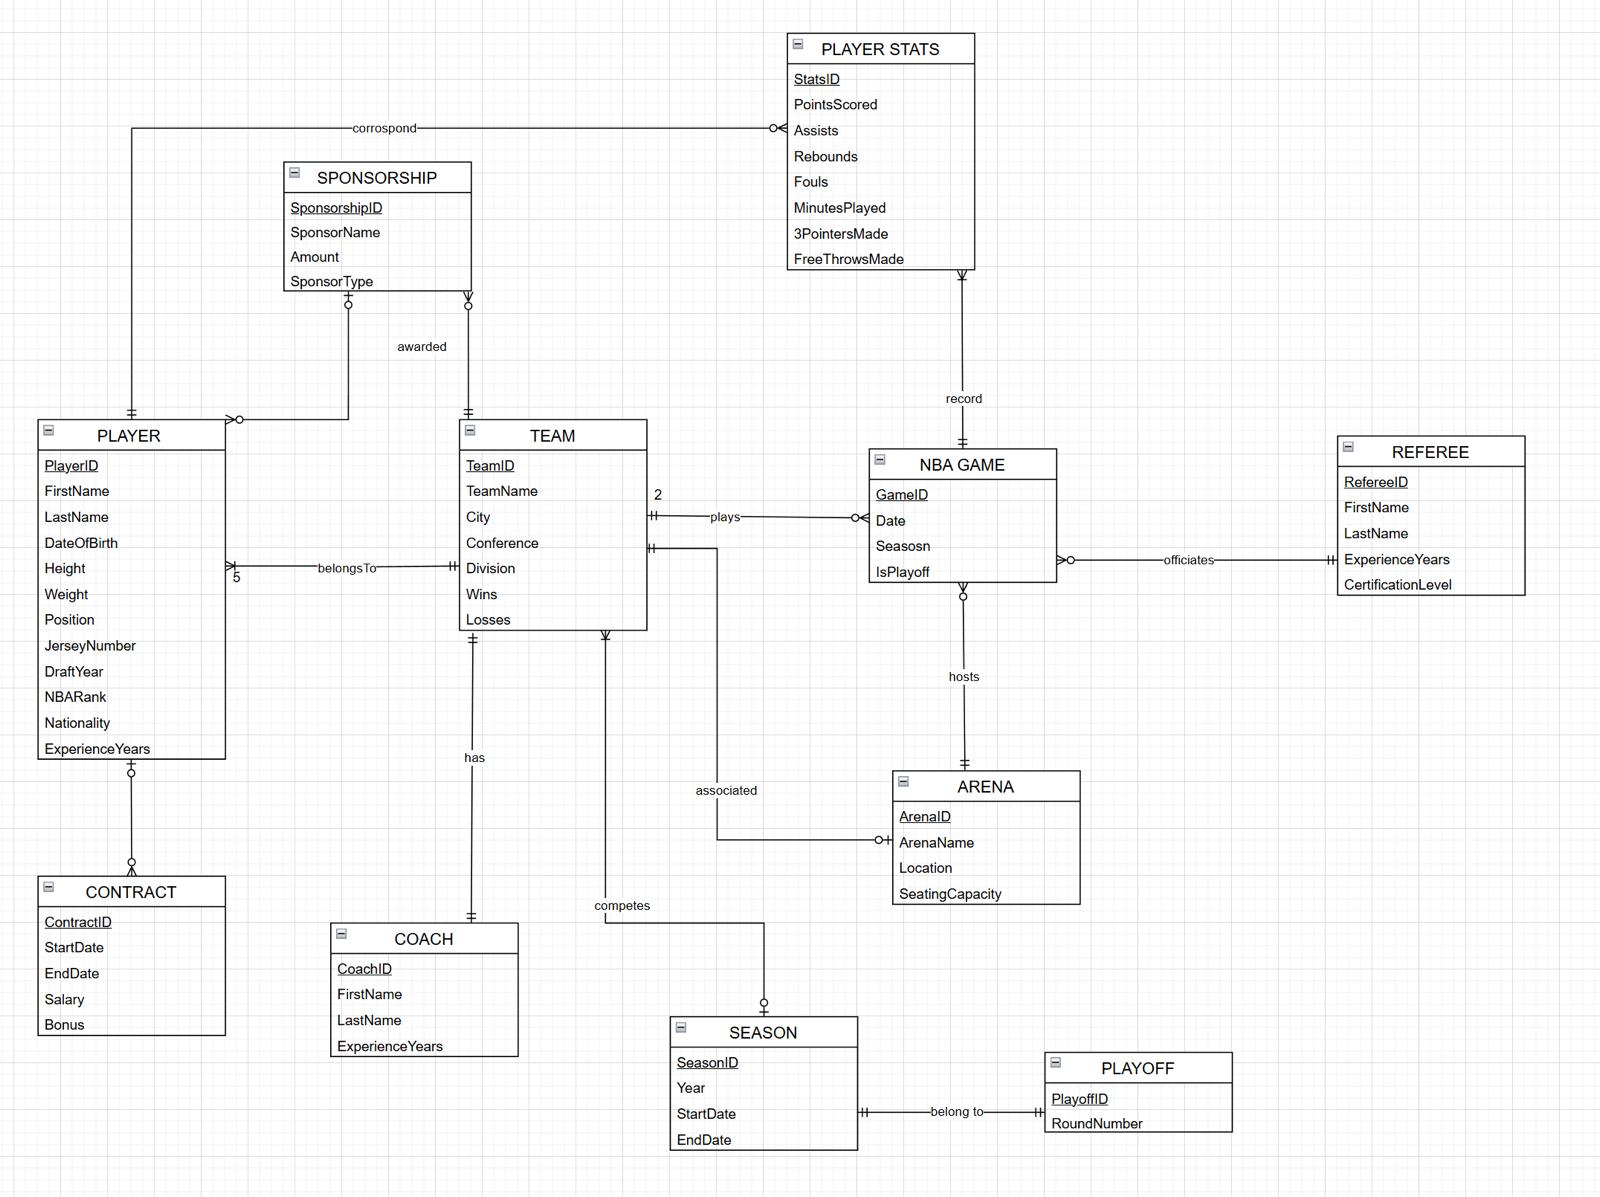 PLAYER STATS
StatsID
PointsScored
Assists
Rebounds
Fouls
MinutesPlayed
3PointersMade
FreeThrowsMade
corrospond
SPONSORSHIP
SponsorshipID
SponsorName
Amount
SponsorType
awarded
record
PLAYER
PlayerID
FirstName
LastName
DateOfBirth
Height
Weight
Position
JerseyNumber
DraftYear
NBARank
Nationality
ExperienceYears
5
belongsTo
TEAM
TeamID
TeamName
City
Conference
Division
Wins
Losses
2
plays
NBA GAME
GameID
Date
Seasosn
IsPlayoff
officiates
REFEREE
RefereeID
FirstName
LastName
ExperienceYears
CertificationLevel
hosts
has
associated
ARENA
ArenaID
ArenaName
Location
SeatingCapacity
CONTRACT
ContractID
StartDate
EndDate
Salary
Bonus
COACH
CoachID
FirstName
LastName
ExperienceYears
competes
SEASON
SeasonID
Year
StartDate
EndDate
belong to
PLAYOFF
PlayoffID
RoundNumber